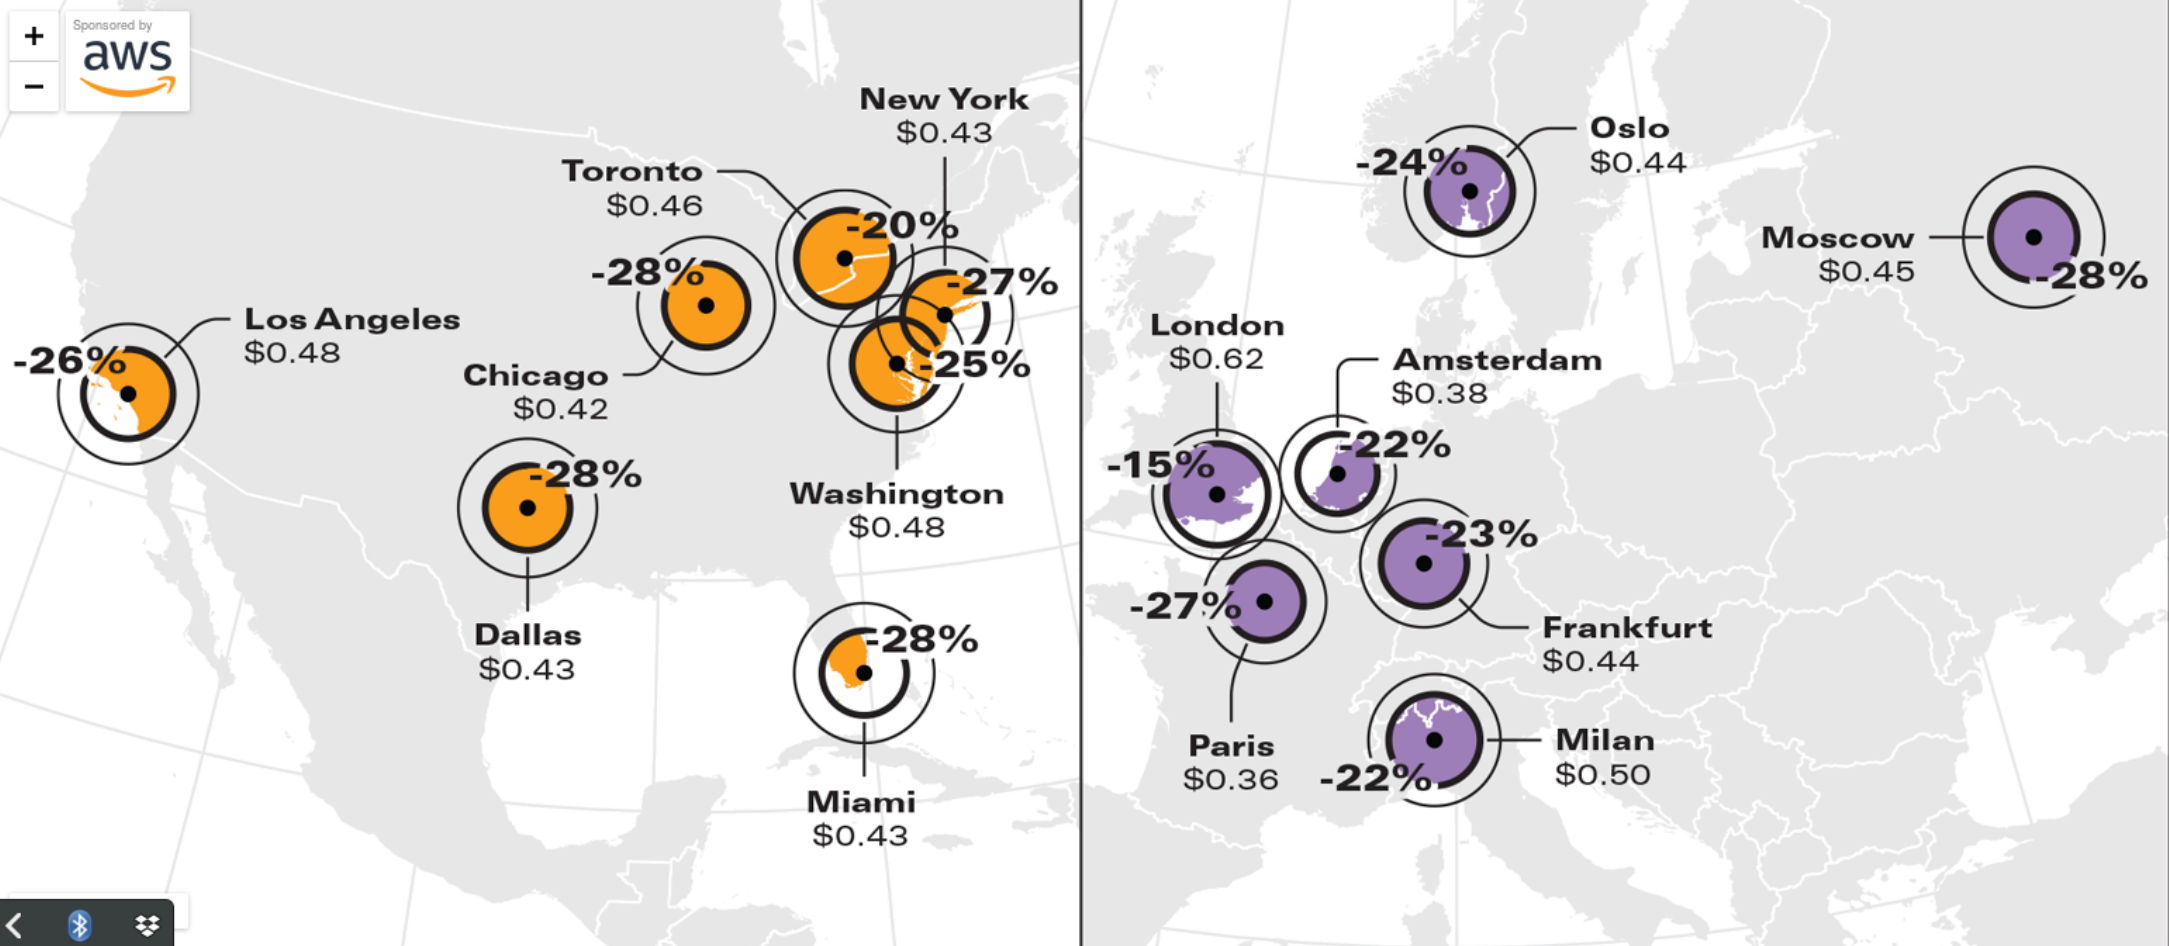 +
−
Sponsored by
aws
New York
$0.43
-27%
Toronto
$0.46
-20%
-28%
Chicago
$0.42
Los Angeles
$0.48
-26%
-25%
Washington
$0.48
-28%
Dallas
$0.43
-28%
Miami
$0.43
Oslo
$0.44
-24%
Moscow
$0.45
-28%
London
$0.62
-15%
Amsterdam
$0.38
-22%
-23%
Frankfurt
$0.44
-27%
Paris
$0.36
Milan
$0.50
-22%